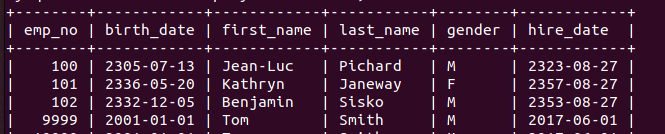 | emp_no | birth_date | first_name | last_name | gender | hire_date |
| 100 | 2305-07-13 | Jean-Luc | Pichard | M | 2323-08-27 |
| 101 | 2336-05-20 | Kathryn | Janeway | F | 2357-08-27 |
| 102 | 2332-12-05 | Benjamin | Sisko | M | 2353-08-27 |
| 9999 | 2001-01-01 | Tom | Smith | M | 2017-06-01 |